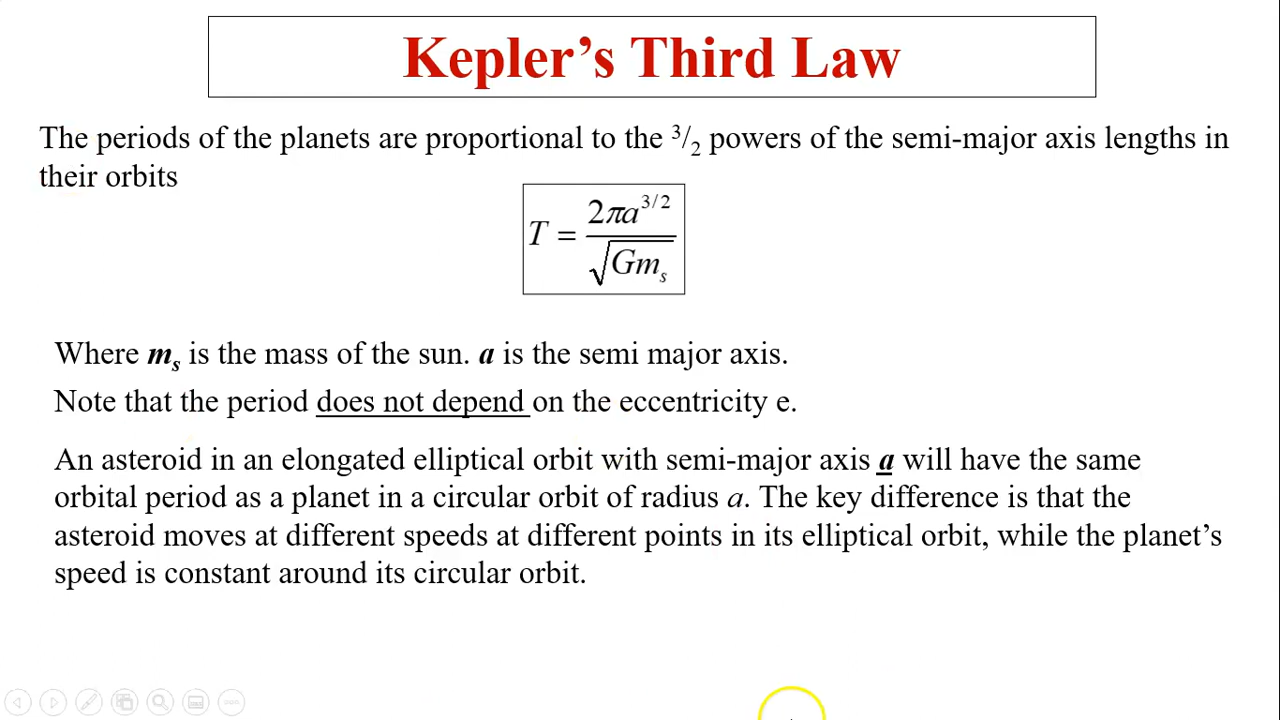 Kepler’s Third Law
The periods of the planets are proportional to the ³/₂ powers of the semi-major axis lengths in
their orbits
T = 2πa^{3/2} / √(Gm_s)
Where m_s is the mass of the sun. a is the semi major axis.
Note that the period does not depend on the eccentricity e.
An asteroid in an elongated elliptical orbit with semi-major axis a will have the same
orbital period as a planet in a circular orbit of radius a. The key difference is that the
asteroid moves at different speeds at different points in its elliptical orbit, while the planet’s
speed is constant around its circular orbit.